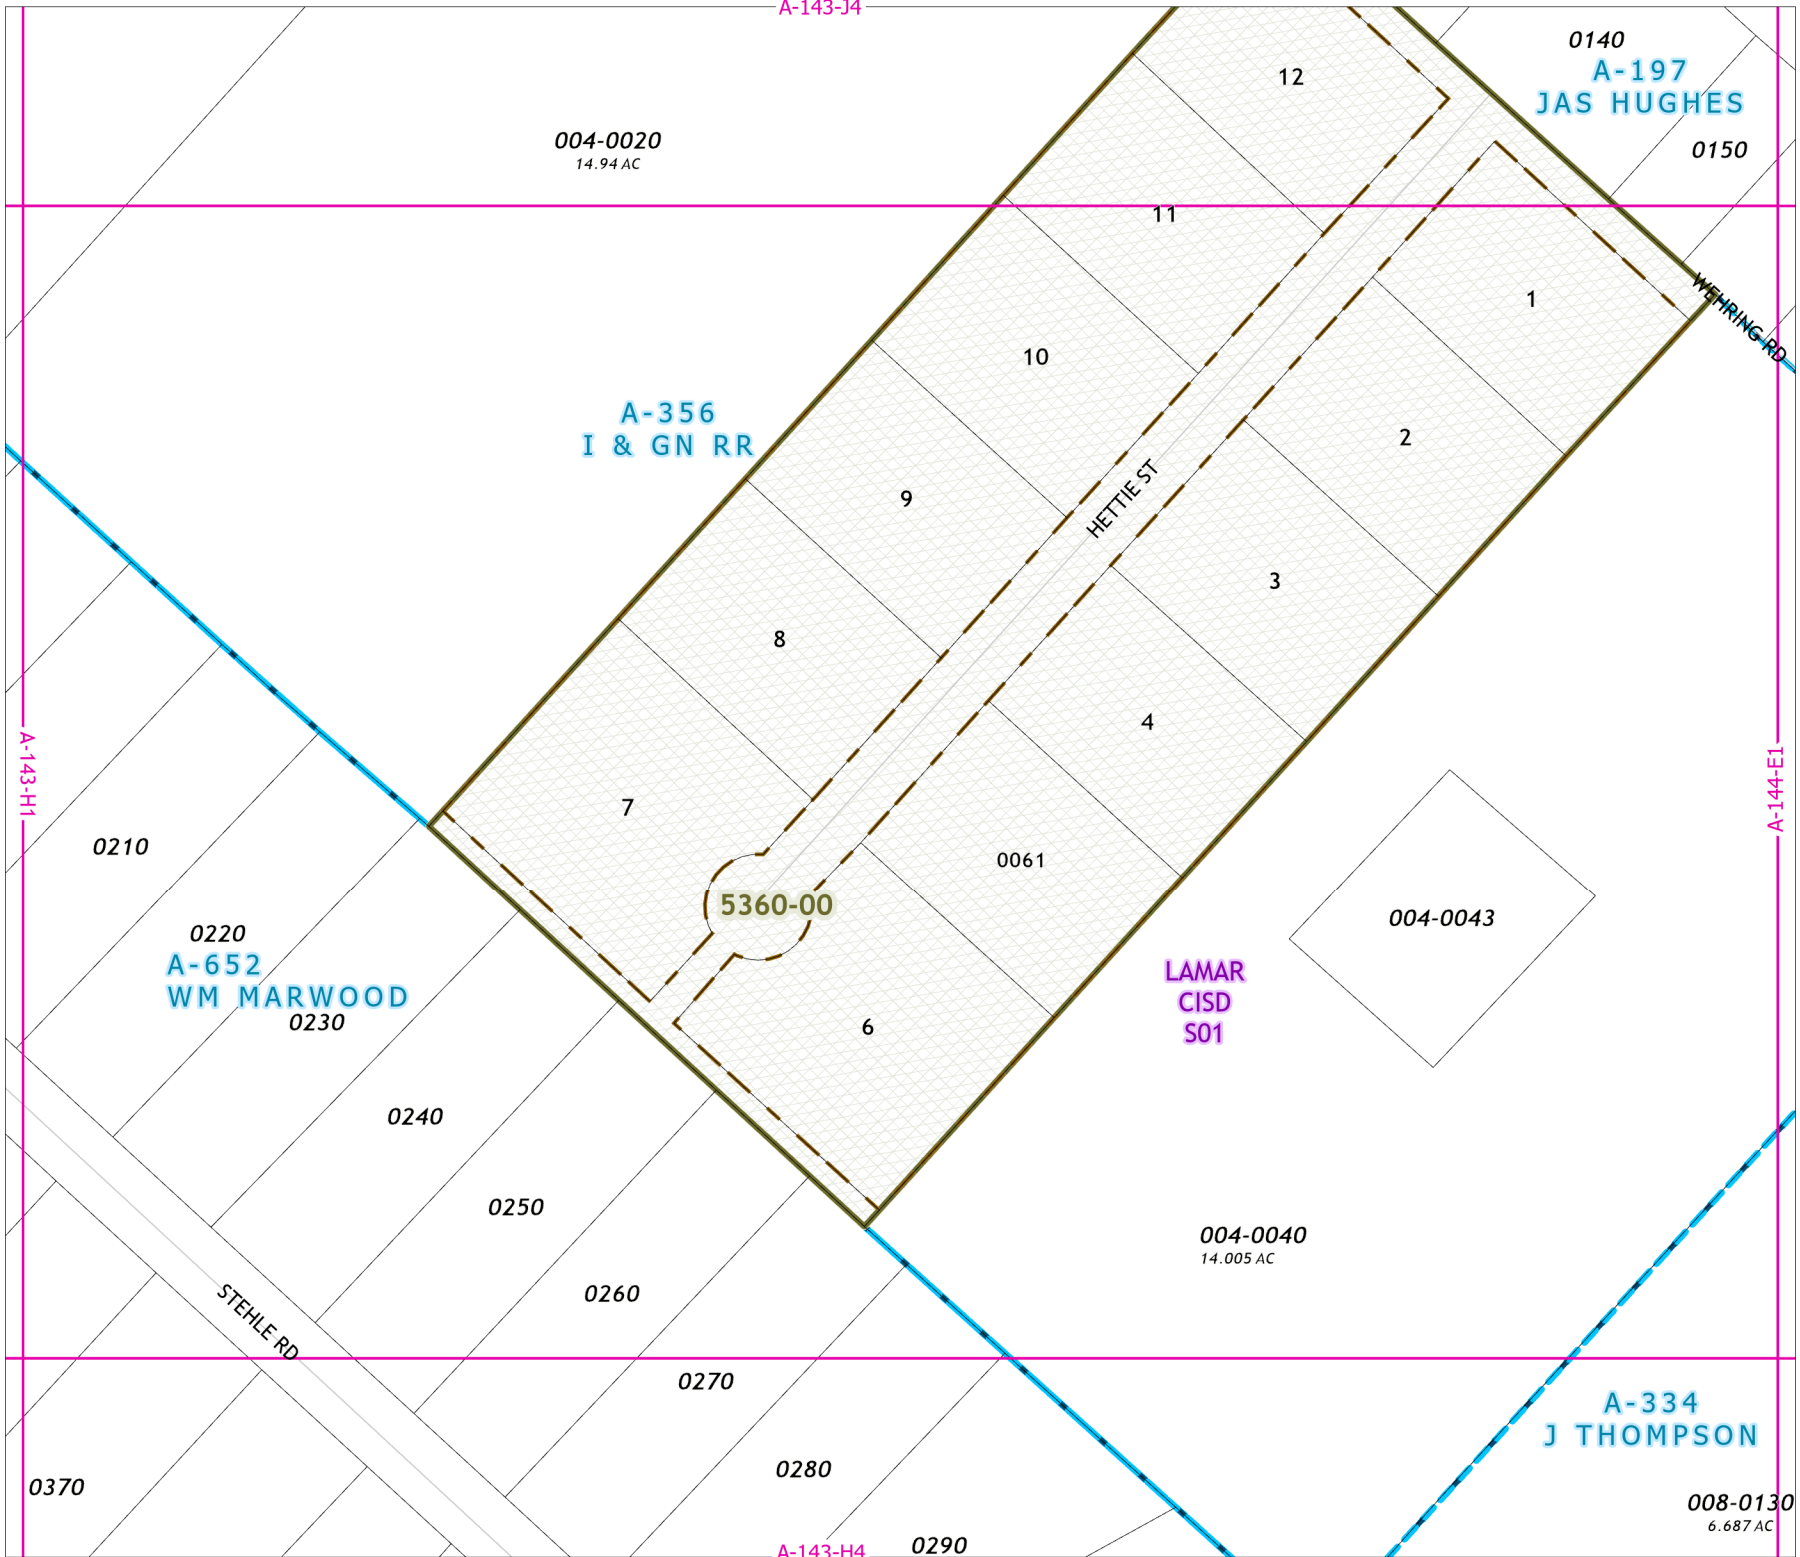 A-143-J4
0140
A-197
JAS HUGHES
12
004-0020
14.94 AC
0150
11
1
WEHRING RD
10
A-356
I & GN RR
2
9
HETTIE ST
3
8
4
A-143-H1
A-144-E1
7
0210
0061
5360-00
004-0043
0220
A-652
WM MARWOOD
0230
LAMAR
CISD
S01
6
0240
0250
004-0040
14.005 AC
0260
STEHLE RD
0270
A-334
J THOMPSON
0280
0370
008-0130
6.687 AC
0290
A-143-H4